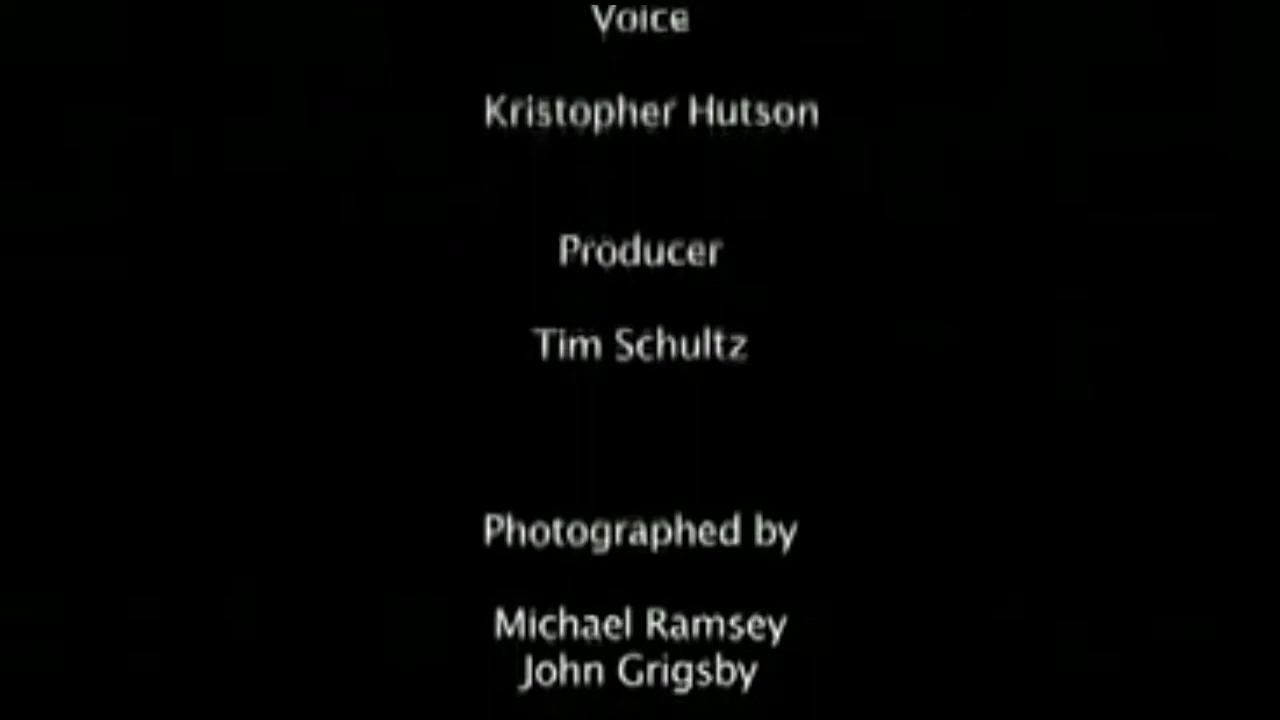 Voice
Kristopher Hutson
Producer
Tim Schultz
Photographed by
Michael Ramsey
John Grigsby